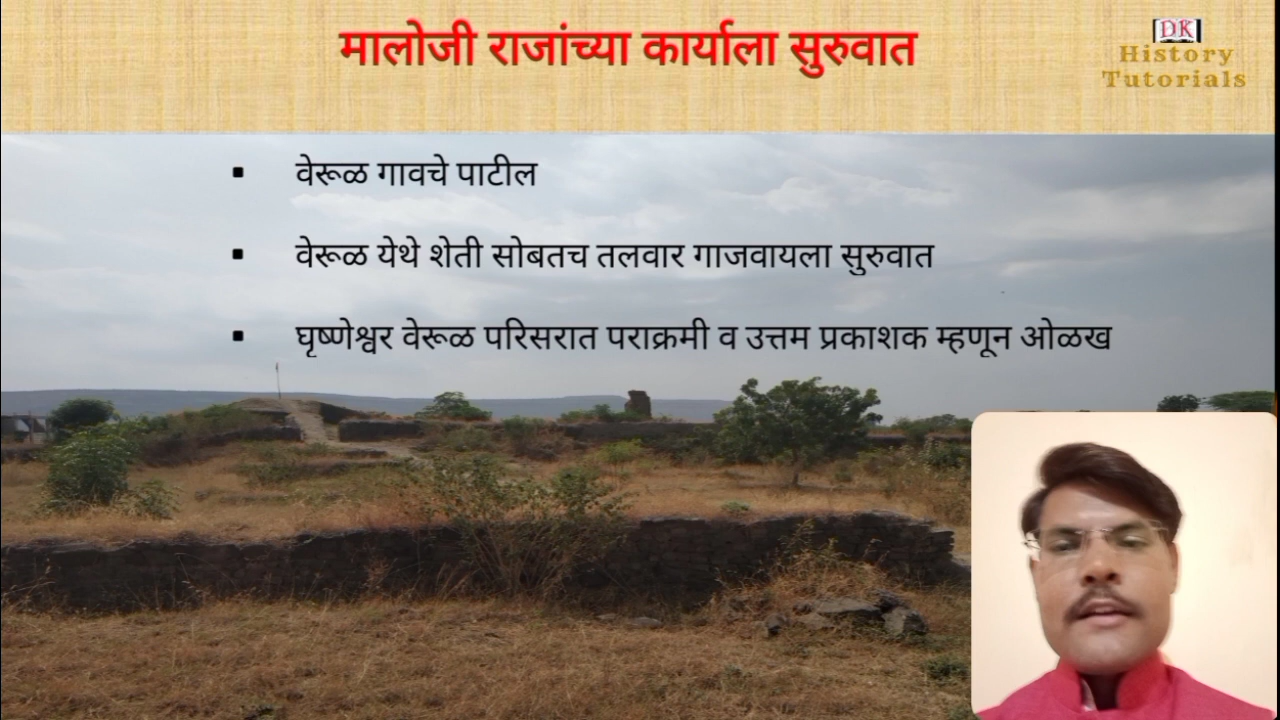 मालोजी राजांच्या कार्याला सुरुवात
DK
History
Tutorials
▪ वेरूळ गावचे पाटील
▪ वेरूळ येथे शेती सोबतच तलवार गाजवायला सुरुवात
▪ घृष्णेश्वर वेरूळ परिसरात पराक्रमी व उत्तम प्रकाशक म्हणून ओळख